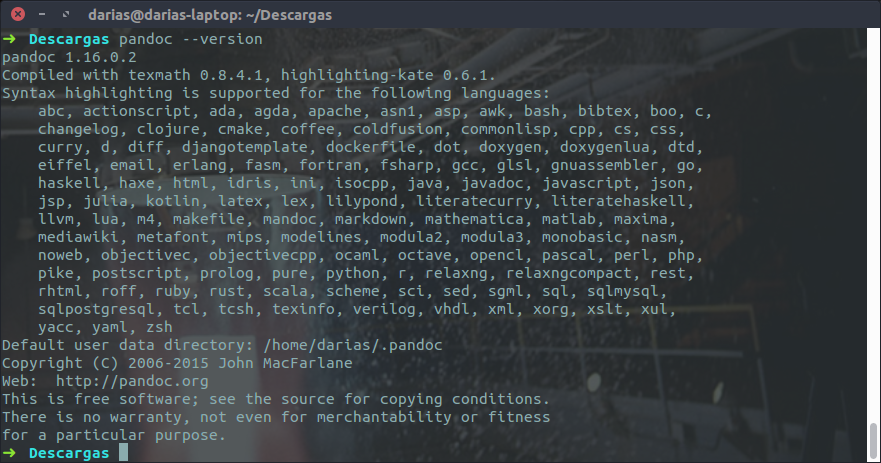 darias@darias-laptop: ~/Descargas
➜ Descargas pandoc --version
pandoc 1.16.0.2
Compiled with texmath 0.8.4.1, highlighting-kate 0.6.1.
Syntax highlighting is supported for the following languages:
    abc, actionscript, ada, agda, apache, asn1, asp, awk, bash, bibtex, boo, c,
    changelog, clojure, cmake, coffee, coldfusion, commonlisp, cpp, cs, css,
    curry, d, diff, djangotemplate, dockerfile, dot, doxygen, doxygenlua, dtd,
    eiffel, email, erlang, fasm, fortran, fsharp, gcc, glsl, gnuassembler, go,
    haskell, haxe, html, idris, ini, isocpp, java, javadoc, javascript, json,
    jsp, julia, kotlin, latex, lex, lilypond, literatecurry, literatehaskell,
    llvm, lua, m4, makefile, mandoc, markdown, mathematica, matlab, maxima,
    mediawiki, metafont, mips, modelines, modula2, modula3, monobasic, nasm,
    noweb, objectivec, objectivecpp, ocaml, octave, opencl, pascal, perl, php,
    pike, postscript, prolog, pure, python, r, relaxng, relaxngcompact, rest,
    rhtml, roff, ruby, rust, scala, scheme, sci, sed, sgml, sql, sqlmysql,
    sqlpostgresql, tcl, tcsh, texinfo, verilog, vhdl, xml, xorg, xslt, xul,
    yacc, yaml, zsh
Default user data directory: /home/darias/.pandoc
Copyright (C) 2006-2015 John MacFarlane
Web:  http://pandoc.org
This is free software; see the source for copying conditions.
There is no warranty, not even for merchantability or fitness
for a particular purpose.
➜ Descargas